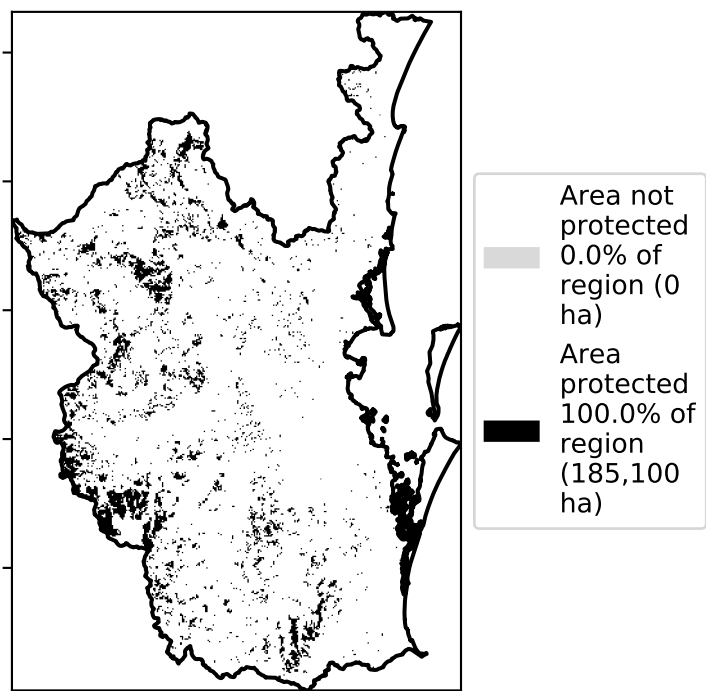 Area not
protected
0.0% of
region (0
ha)
Area
protected
100.0% of
region
(185,100
ha)